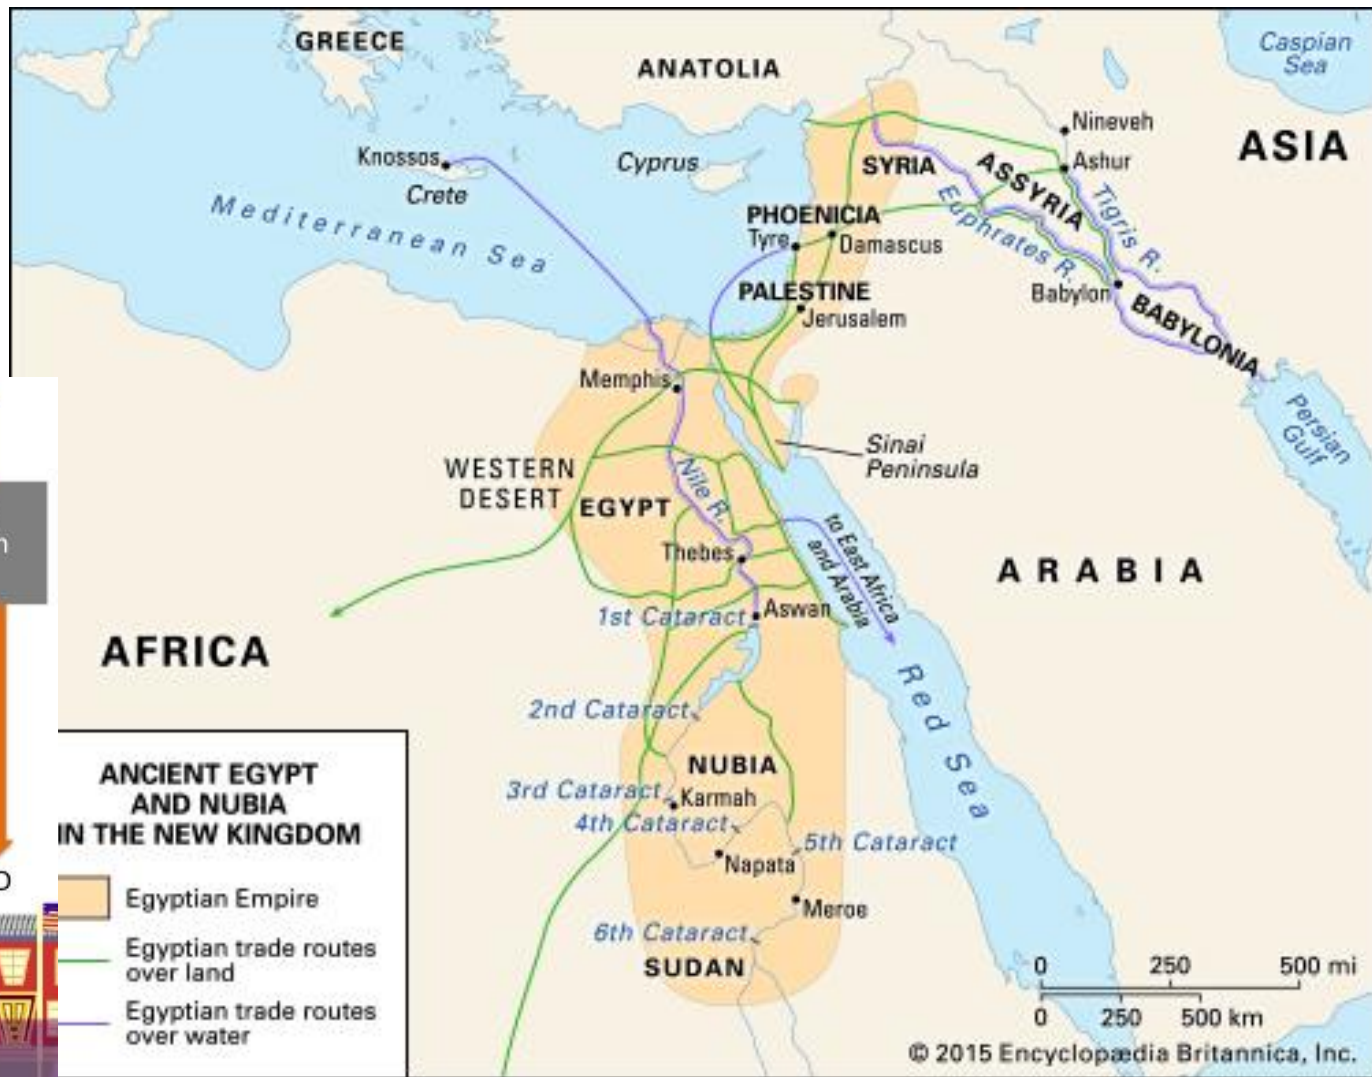 GREECE
ANATOLIA
Caspian
Sea
ASIA
Nineveh
Ashur
Knossos
Crete
Cyprus
SYRIA
ASSYRIA
Mediterranean Sea
PHOENICIA
Tyre
Damascus
Euphrates R.
Tigris R.
PALESTINE
Jerusalem
Babylon
BABYLONIA
Memphis
Persian
Gulf
Sinai
Peninsula
WESTERN
DESERT
EGYPT
Nile R.
Thebes
to East Africa
and Arabia
ARABIA
1st Cataract
Aswan
AFRICA
Red Sea
2nd Cataract
NUBIA
3rd Cataract
Karmah
4th Cataract
5th Cataract
Napata
Meroe
6th Cataract
SUDAN
ANCIENT EGYPT
AND NUBIA
IN THE NEW KINGDOM
Egyptian Empire
Egyptian trade routes
over land
Egyptian trade routes
over water
0 250 500 mi
0 250 500 km
© 2015 Encyclopædia Britannica, Inc.